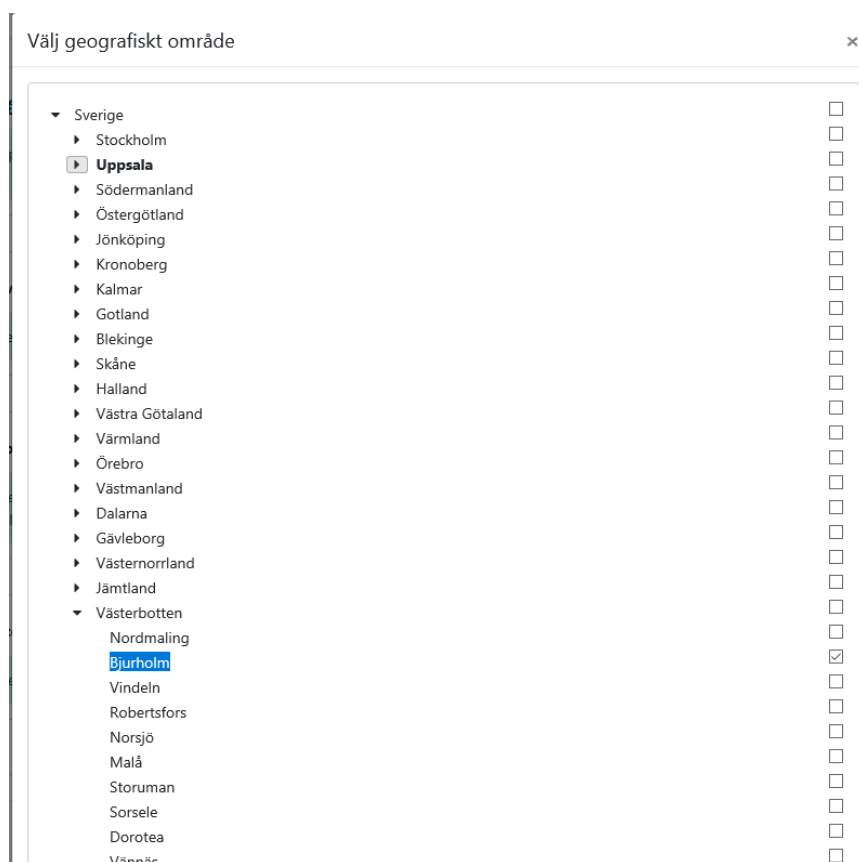 Välj geografiskt område
Sverige
Stockholm
Uppsala
Södermanland
Östergötland
Jönköping
Kronoberg
Kalmar
Gotland
Blekinge
Skåne
Halland
Västra Götaland
Värmland
Örebro
Västmanland
Dalarna
Gävleborg
Västernorrland
Jämtland
Västerbotten
Nordmaling
Bjurholm
Vindeln
Robertsfors
Norsjö
Malå
Storuman
Sorsele
Dorotea
Vännäs